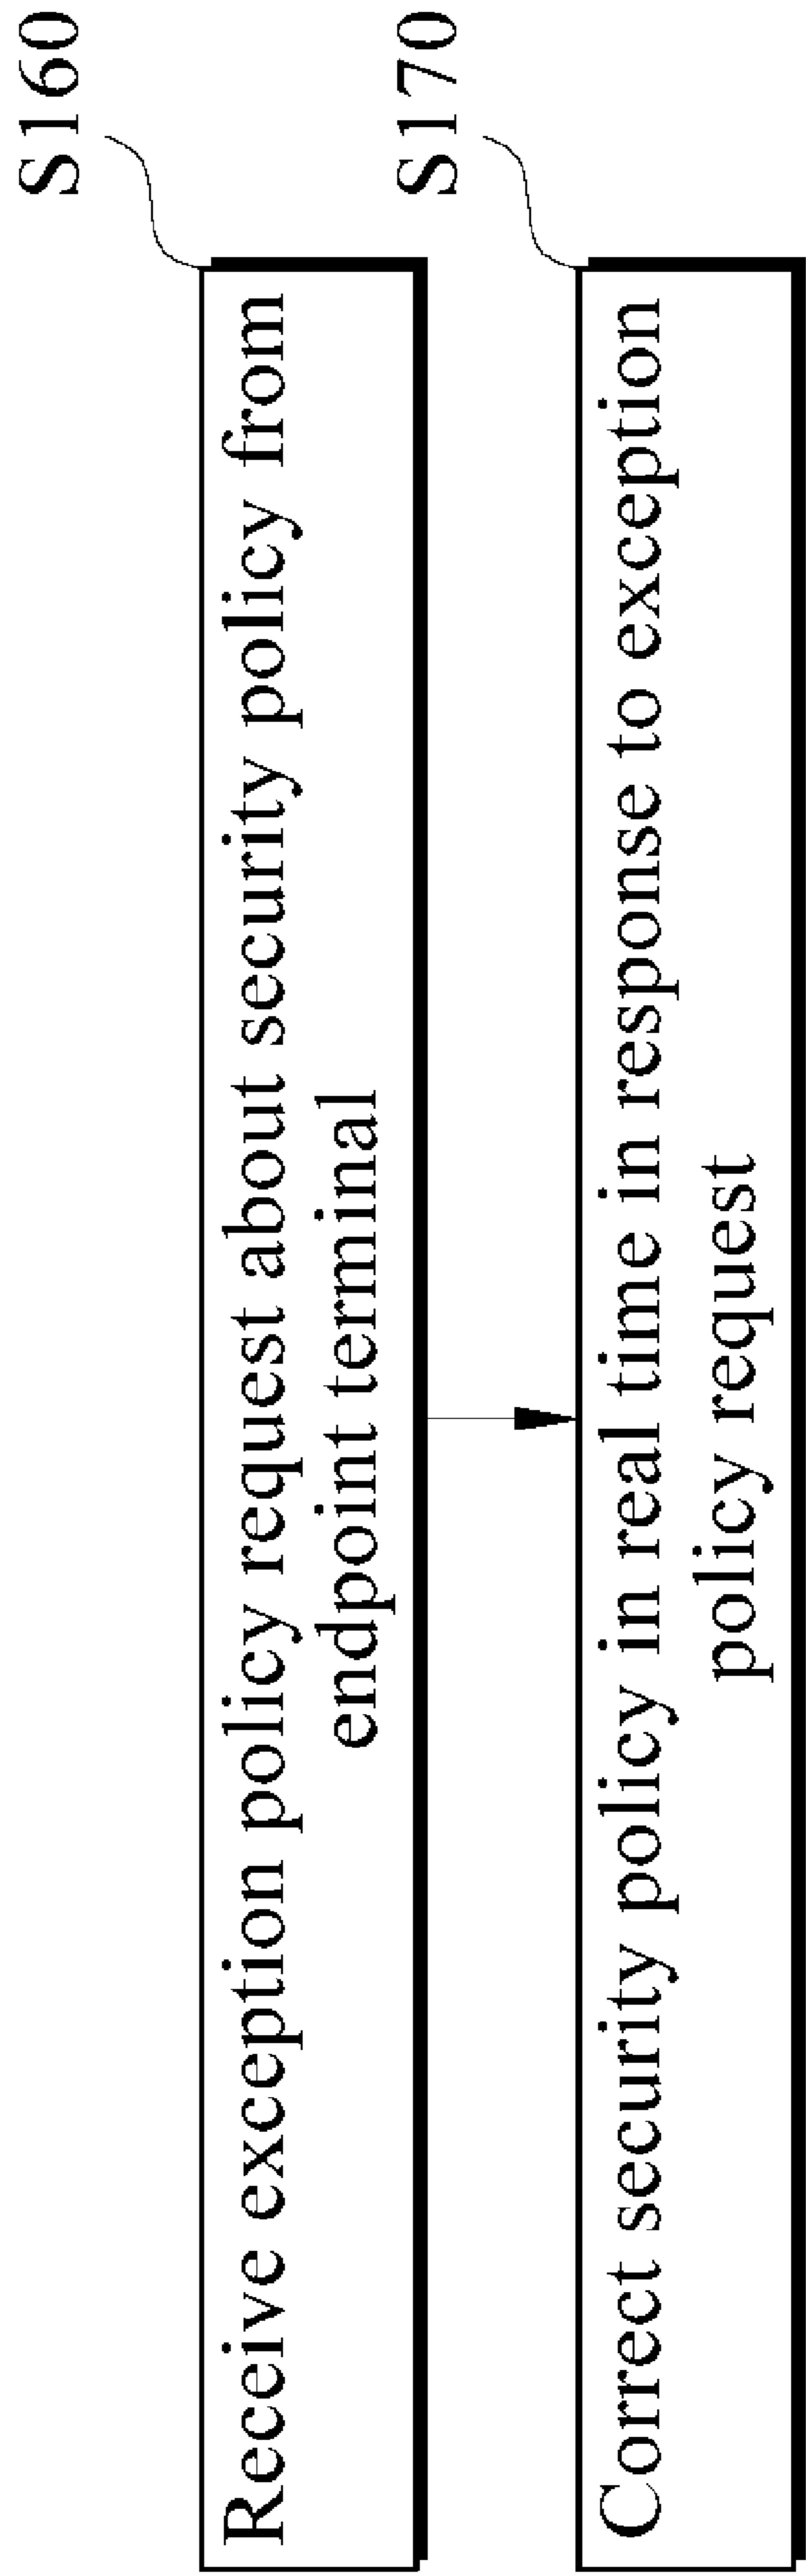 S160
Receive exception policy request about security policy from
endpoint terminal
S170
Correct security policy in real time in response to exception
policy request